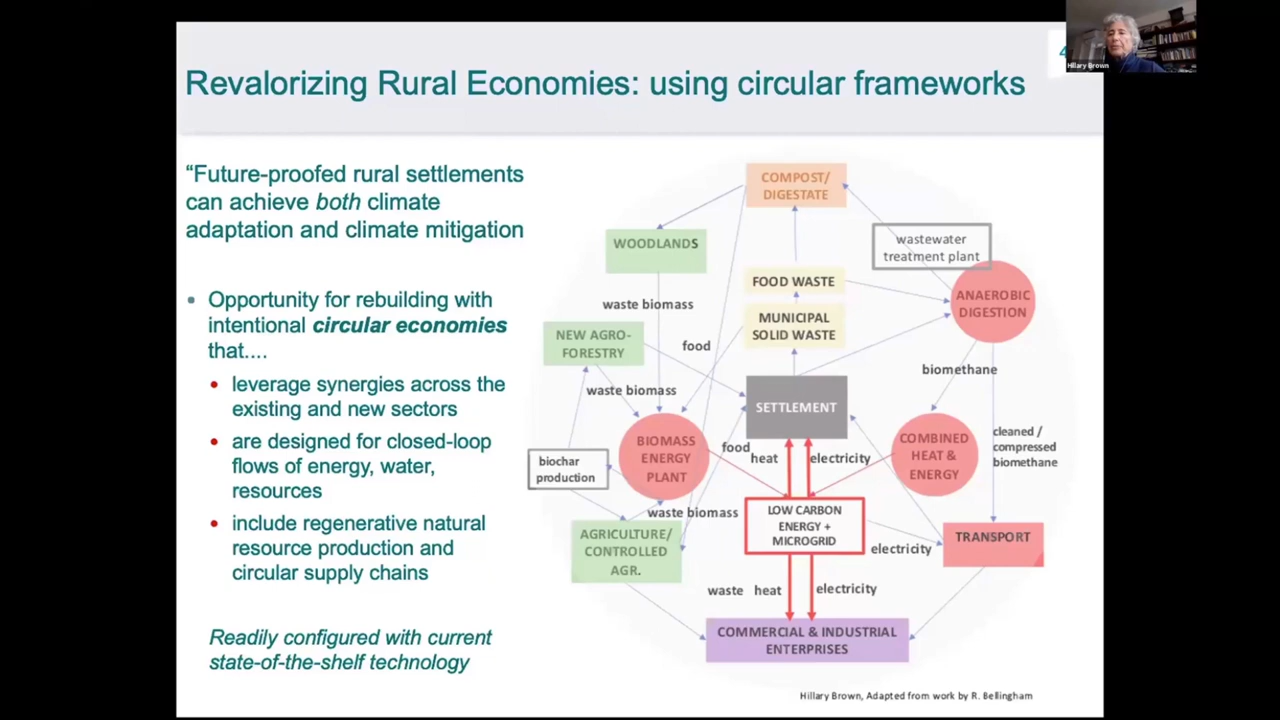 4
Hillary Brown
Revalorizing Rural Economies: using circular frameworks
“Future-proofed rural settlements
can achieve both climate
adaptation and climate mitigation
• Opportunity for rebuilding with
intentional circular economies
that....
• leverage synergies across the
existing and new sectors
• are designed for closed-loop
flows of energy, water,
resources
• include regenerative natural
resource production and
circular supply chains
Readily configured with current
state-of-the-shelf technology
COMPOST/
DIGESTATE
WOODLANDS
wastewater
treatment plant
FOOD WASTE
ANAEROBIC
DIGESTION
waste biomass
MUNICIPAL
SOLID WASTE
NEW AGRO-
FORESTRY
food
biomethane
waste biomass
SETTLEMENT
BIOMASS
ENERGY
PLANT
food
heat
electricity
COMBINED
HEAT &
ENERGY
cleaned /
compressed
biomethane
biochar
production
waste biomass
LOW CARBON
ENERGY +
MICROGRID
AGRICULTURE/
CONTROLLED
AGR.
electricity
TRANSPORT
waste heat
electricity
COMMERCIAL & INDUSTRIAL
ENTERPRISES
Hillary Brown, Adapted from work by R. Bellingham